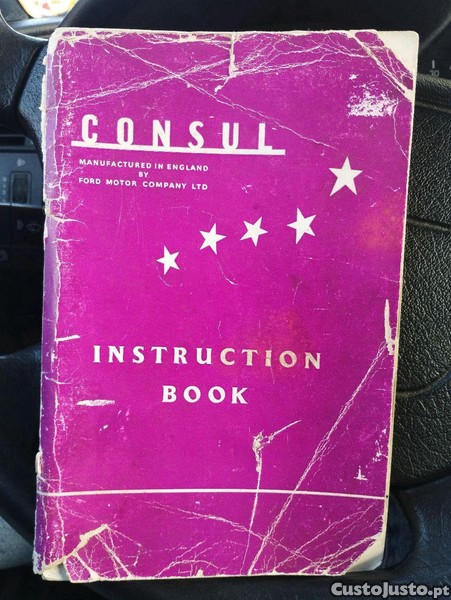 CONSUL
MANUFACTURED IN ENGLAND
BY
FORD MOTOR COMPANY LTD
INSTRUCTION
BOOK
CustoJusto.pt